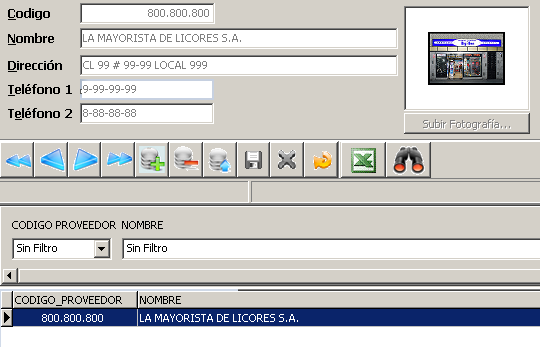 Codigo 800.800.800
Nombre LA MAYORISTA DE LICORES S.A.
Dirección CL 99 # 99-99 LOCAL 999
Teléfono 1 9-99-99-99
Teléfono 2 8-88-88-88
Subir Fotografía...
CODIGO PROVEEDOR NOMBRE
Sin Filtro Sin Filtro
CODIGO_PROVEEDOR NOMBRE
800.800.800 LA MAYORISTA DE LICORES S.A.